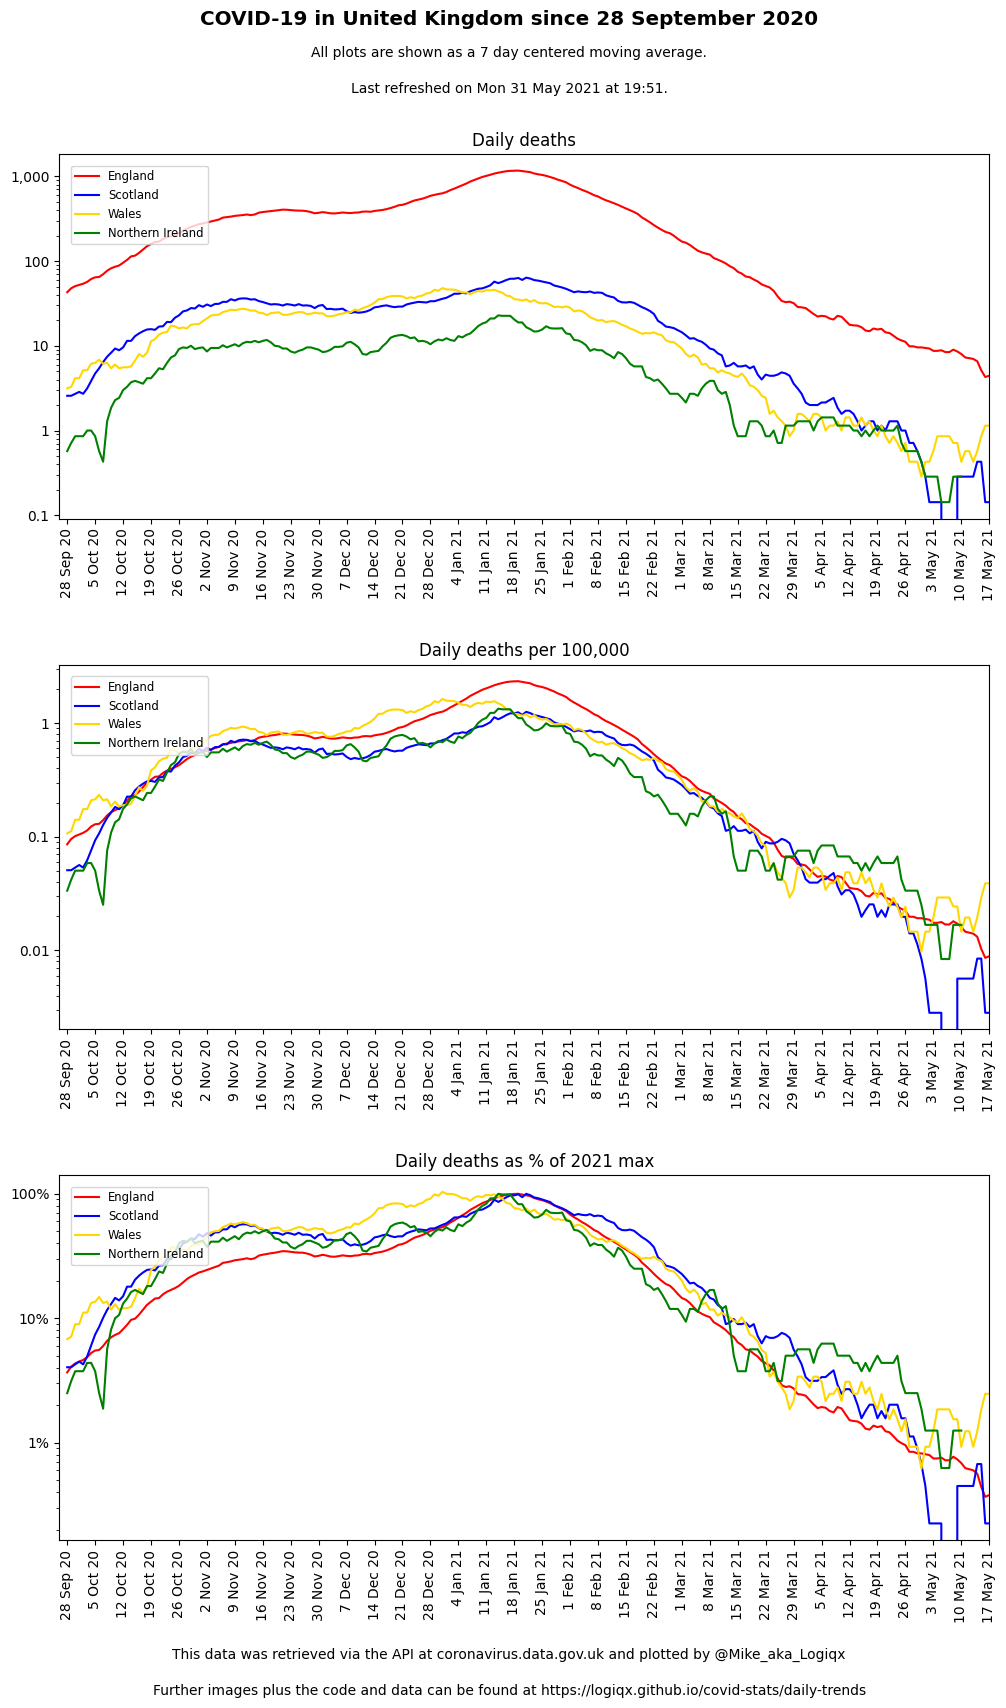 COVID-19 in United Kingdom since 28 September 2020
All plots are shown as a 7 day centered moving average.
Last refreshed on Mon 31 May 2021 at 19:51.
Daily deaths
1,000
100
10
1
0.1
England
Scotland
Wales
Northern Ireland
28 Sep 20
5 Oct 20
12 Oct 20
19 Oct 20
26 Oct 20
2 Nov 20
9 Nov 20
16 Nov 20
23 Nov 20
30 Nov 20
7 Dec 20
14 Dec 20
21 Dec 20
28 Dec 20
4 Jan 21
11 Jan 21
18 Jan 21
25 Jan 21
1 Feb 21
8 Feb 21
15 Feb 21
22 Feb 21
1 Mar 21
8 Mar 21
15 Mar 21
22 Mar 21
29 Mar 21
5 Apr 21
12 Apr 21
19 Apr 21
26 Apr 21
3 May 21
10 May 21
17 May 21
Daily deaths per 100,000
1
0.1
0.01
England
Scotland
Wales
Northern Ireland
28 Sep 20
5 Oct 20
12 Oct 20
19 Oct 20
26 Oct 20
2 Nov 20
9 Nov 20
16 Nov 20
23 Nov 20
30 Nov 20
7 Dec 20
14 Dec 20
21 Dec 20
28 Dec 20
4 Jan 21
11 Jan 21
18 Jan 21
25 Jan 21
1 Feb 21
8 Feb 21
15 Feb 21
22 Feb 21
1 Mar 21
8 Mar 21
15 Mar 21
22 Mar 21
29 Mar 21
5 Apr 21
12 Apr 21
19 Apr 21
26 Apr 21
3 May 21
10 May 21
17 May 21
Daily deaths as % of 2021 max
100%
10%
1%
England
Scotland
Wales
Northern Ireland
28 Sep 20
5 Oct 20
12 Oct 20
19 Oct 20
26 Oct 20
2 Nov 20
9 Nov 20
16 Nov 20
23 Nov 20
30 Nov 20
7 Dec 20
14 Dec 20
21 Dec 20
28 Dec 20
4 Jan 21
11 Jan 21
18 Jan 21
25 Jan 21
1 Feb 21
8 Feb 21
15 Feb 21
22 Feb 21
1 Mar 21
8 Mar 21
15 Mar 21
22 Mar 21
29 Mar 21
5 Apr 21
12 Apr 21
19 Apr 21
26 Apr 21
3 May 21
10 May 21
17 May 21
This data was retrieved via the API at coronavirus.data.gov.uk and plotted by @Mike_aka_Logiqx
Further images plus the code and data can be found at https://logiqx.github.io/covid-stats/daily-trends